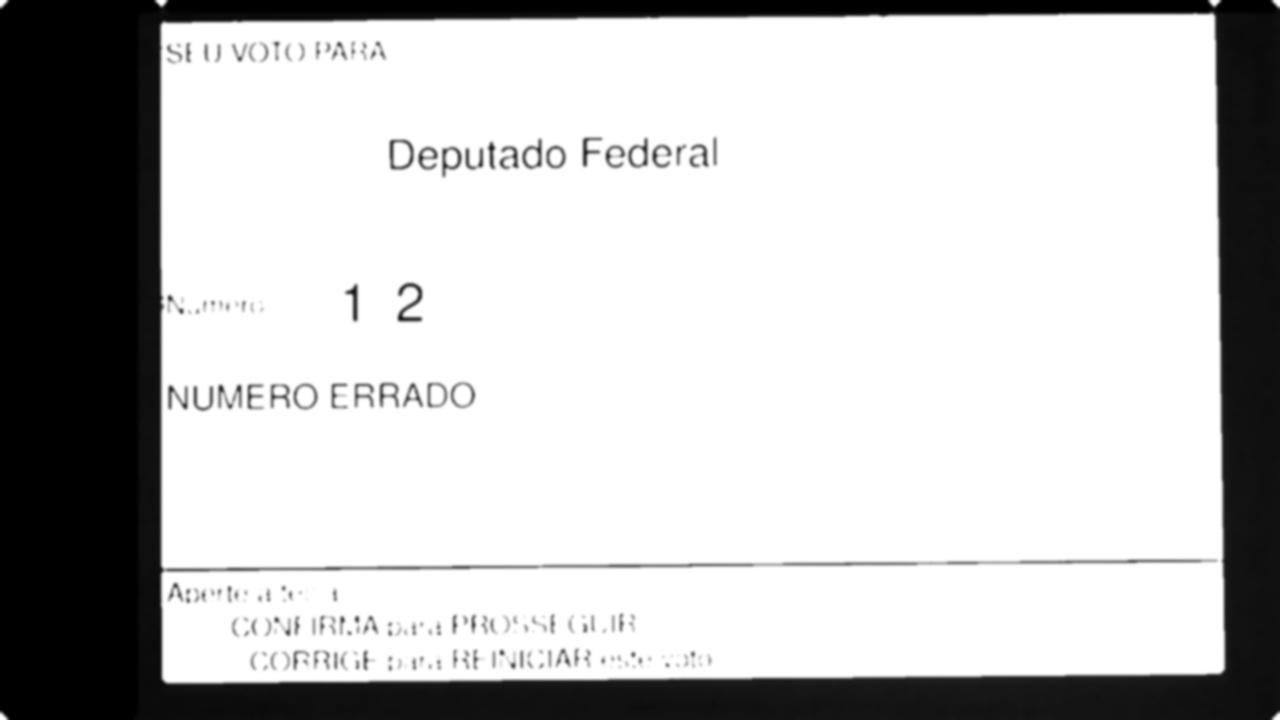 SEU VOTO PARA
Deputado Federal
Numero
1 2
NUMERO ERRADO
Aperte a tecla
CONFIRMA para PROSSEGUIR
CORRIGE para REINICIAR este voto